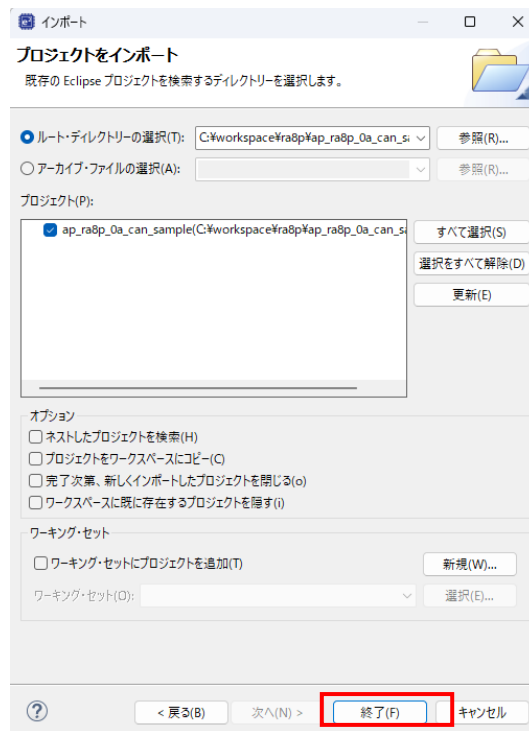 インポート
プロジェクトをインポート
既存の Eclipse プロジェクトを検索するディレクトリーを選択します。
ルート・ディレクトリーの選択(T): C:¥workspace¥ra8p¥ap_ra8p_0a_can_sa 参照(R)...
アーカイブ・ファイルの選択(A): 参照(R)...
プロジェクト(P):
ap_ra8p_0a_can_sample(C:¥workspace¥ra8p¥ap_ra8p_0a_can_sa すべて選択(S)
選択をすべて解除(D)
更新(E)
オプション
ネストしたプロジェクトを検索(H)
プロジェクトをワークスペースにコピー(C)
完了次第、新しくインポートしたプロジェクトを閉じる(o)
ワークスペースに既に存在するプロジェクトを隠す(i)
ワーキング・セット
ワーキング・セットにプロジェクトを追加(T) 新規(W)...
ワーキング・セット(O): 選択(E)...
? < 戻る(B) 次へ(N) > 終了(F) キャンセル